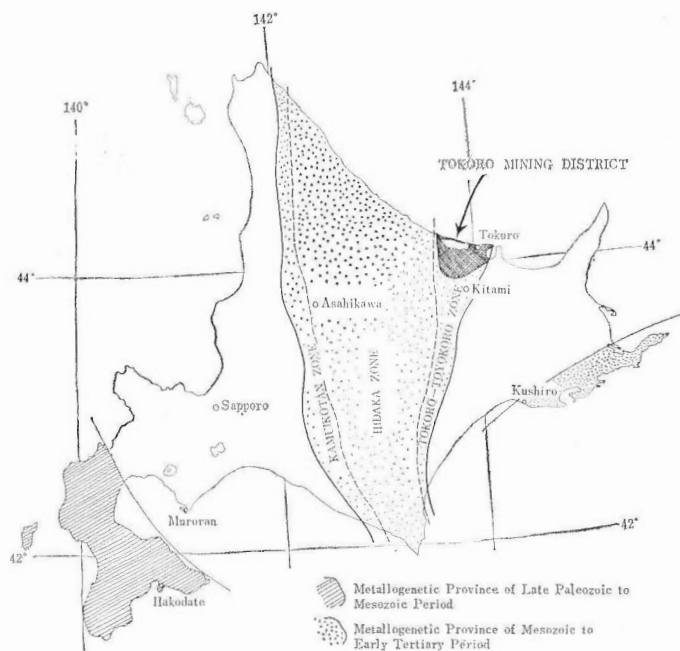 142°
144°
140°
TOKORO MINING DISTRICT
Tokuro
44°
44°
Kitami
Asahikawa
KAMUIKOTAN ZONE
HIDAKA ZONE
TOKORO-TOYOKORO ZONE
Kushiro
Sapporo
Muroran
42°
42°
Hakodate
Metallogenetic Province of Late Paleozoic to
Mesozoic Period
Metallogenetic Province of Mesozoic to
Early Tertiary Period